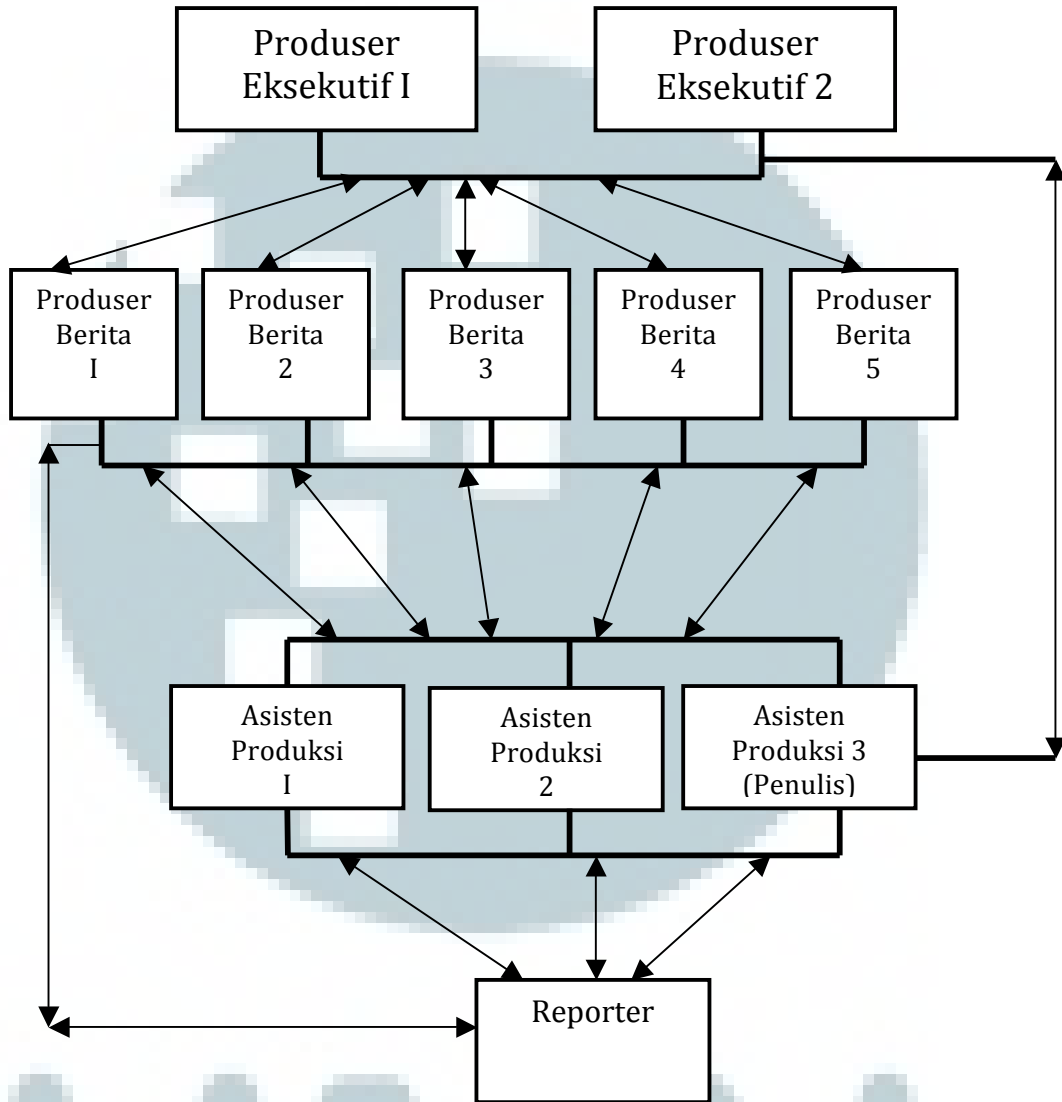 Produser
Eksekutif I
Produser
Eksekutif 2
Produser
Berita
I
Produser
Berita
2
Produser
Berita
3
Produser
Berita
4
Produser
Berita
5
Asisten
Produksi
I
Asisten
Produksi
2
Asisten
Produksi 3
(Penulis)
Reporter